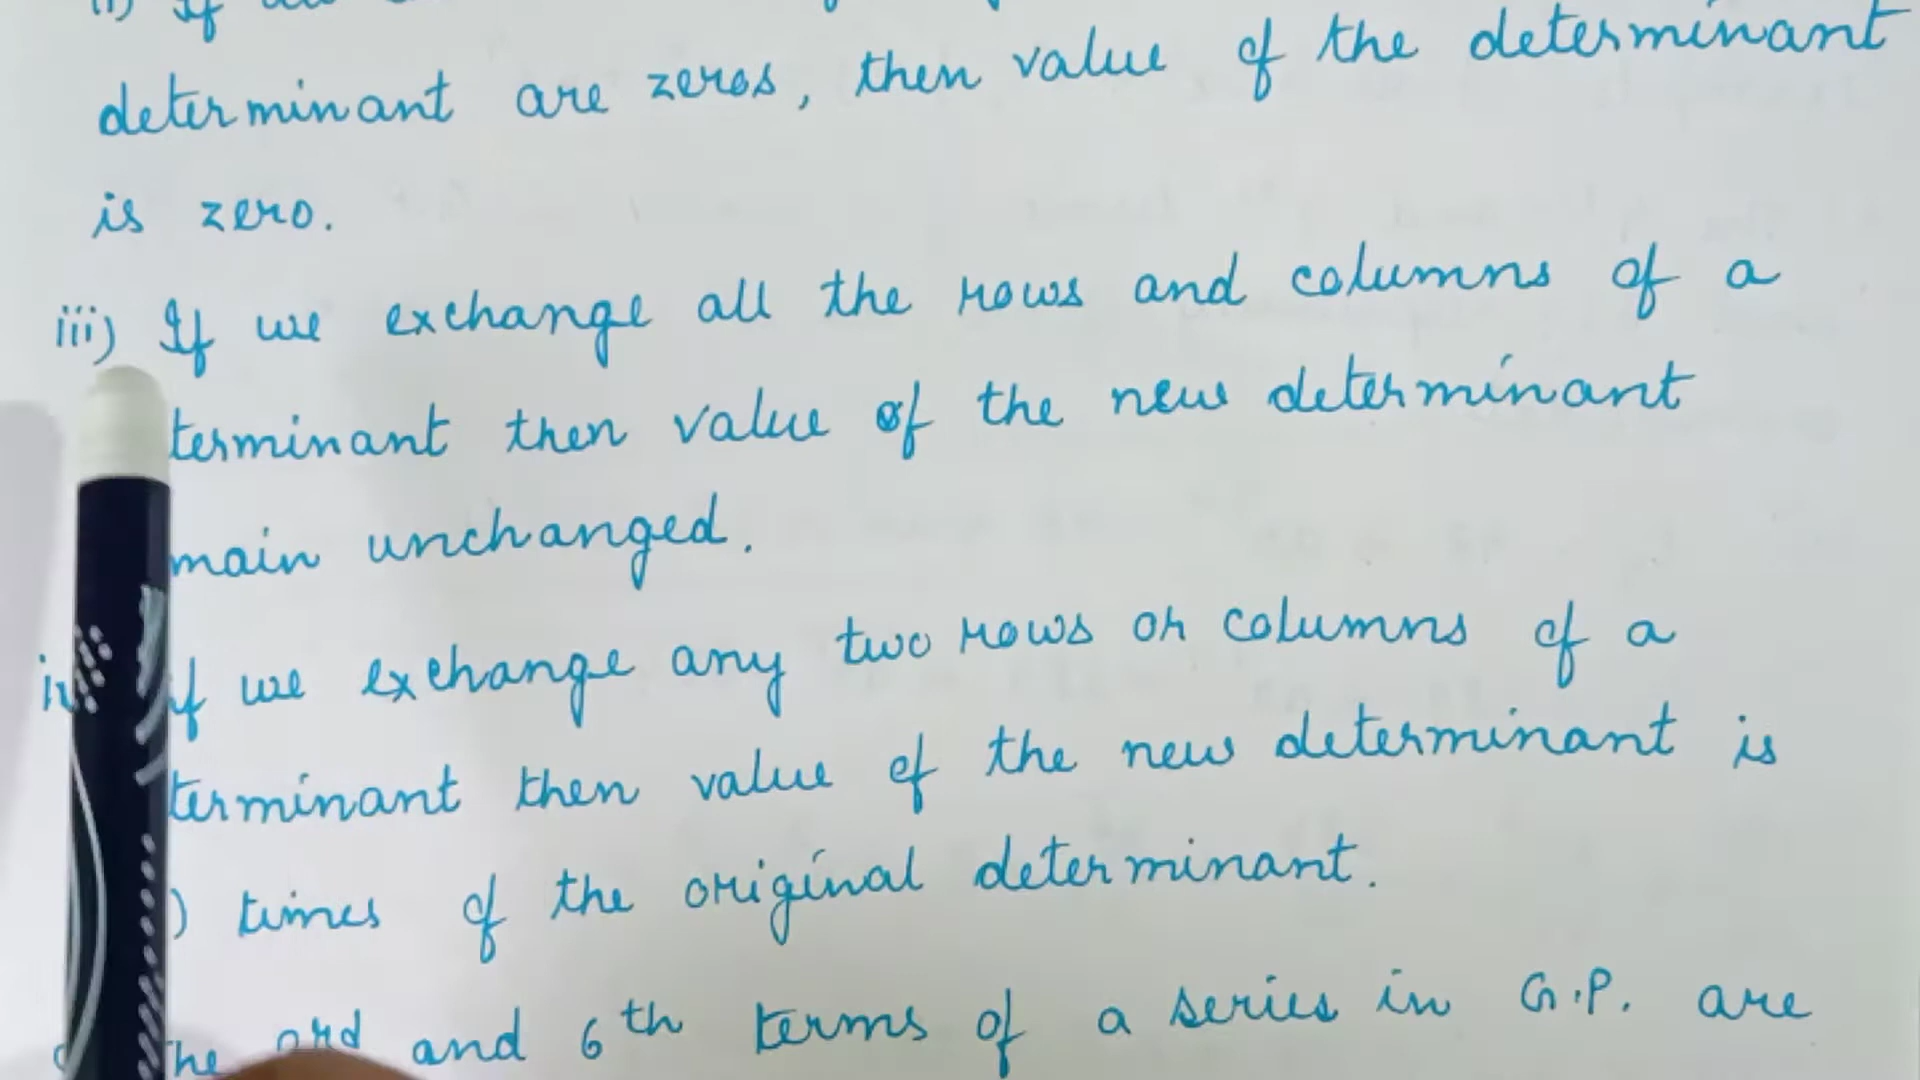 determinant are zeros, then value of the determinant
is zero.
iii) If we exchange all the rows and columns of a
terminant then value of the new determinant
main unchanged.
if we exchange any two rows or columns of a
terminant then value of the new determinant is
) times of the original determinant.
and 6th terms of a series in G.P. are